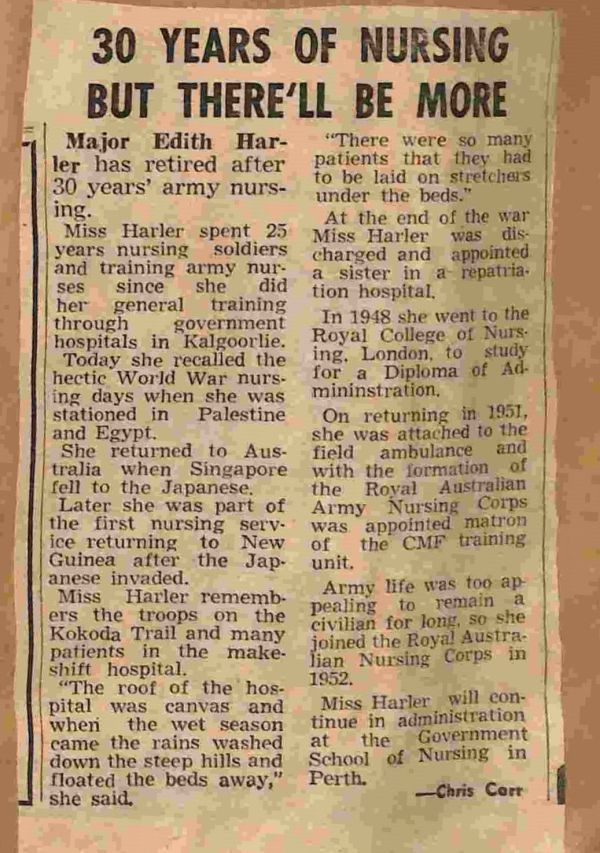 30 YEARS OF NURSING
BUT THERE'LL BE MORE
Major Edith Har-
ler has retired after
30 years' army nurs-
ing.
Miss Harler spent 25
years nursing soldiers
and training army nur-
ses since she did
her general training
through government
hospitals in Kalgoorlie.
Today she recalled the
hectic World War nurs-
ing days when she was
stationed in Palestine
and Egypt.
She returned to Aus-
tralia when Singapore
fell to the Japanese.
Later she was part of
the first nursing serv-
ice returning to New
Guinea after the Jap-
anese invaded.
Miss Harler rememb-
ers the troops on the
Kokoda Trail and many
patients in the make-
shift hospital.
"The roof of the hos-
pital was canvas and
when the wet season
came the rains washed
down the steep hills and
floated the beds away,"
she said.
"There were so many
patients that they had
to be laid on stretchers
under the beds."
At the end of the war
Miss Harler was dis-
charged and appointed
a sister in a repatria-
tion hospital.
In 1948 she went to the
Royal College of Nurs-
ing, London, to study
for a Diploma of Ad-
mininstration.
On returning in 1951,
she was attached to the
field ambulance and
with the formation of
the Royal Australian
Army Nursing Corps
was appointed matron
of the CMF training
unit.
Army life was too ap-
pealing to remain a
civilian for long, so she
joined the Royal Austra-
lian Nursing Corps in
1952.
Miss Harler will con-
tinue in administration
at the Government
School of Nursing in
Perth.
—Chris Carr